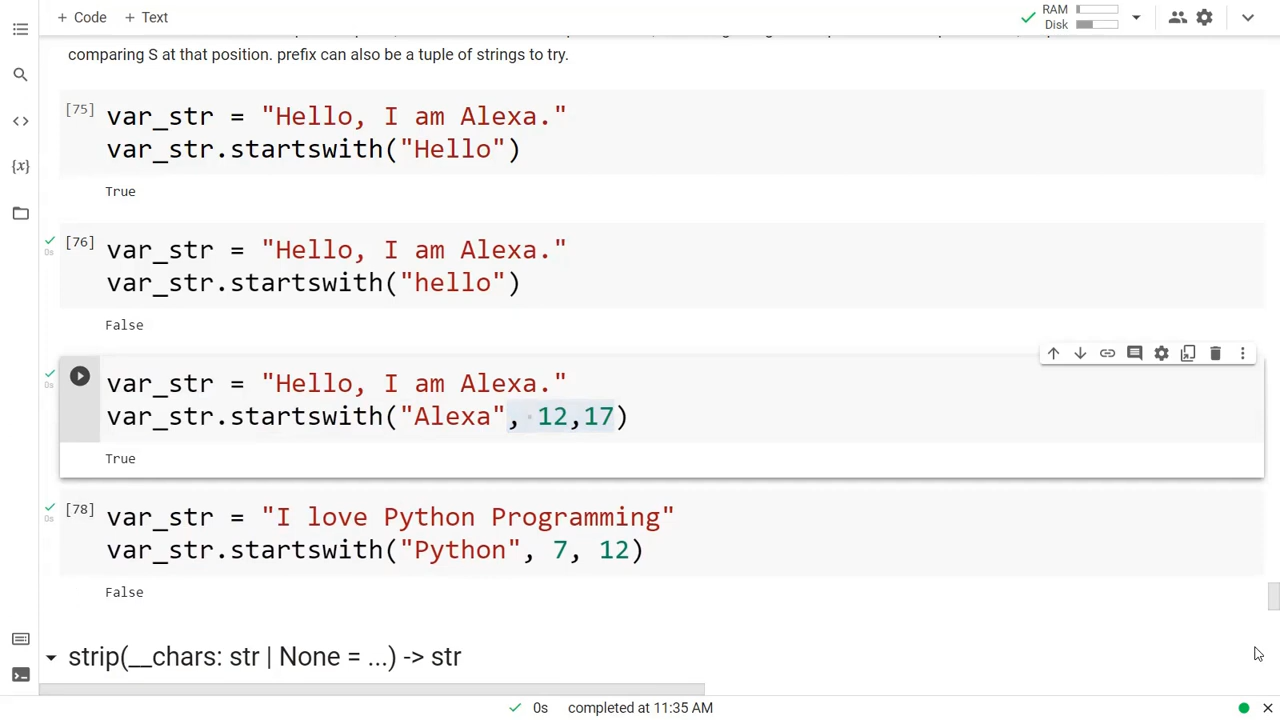 + Code + Text
RAM
Disk
comparing S at that position. prefix can also be a tuple of strings to try.
[75]
var_str = "Hello, I am Alexa."
var_str.startswith("Hello")
True
[76]
0s
var_str = "Hello, I am Alexa."
var_str.startswith("hello")
False
0s
var_str = "Hello, I am Alexa."
var_str.startswith("Alexa", 12,17)
True
[78]
0s
var_str = "I love Python Programming"
var_str.startswith("Python", 7, 12)
False
strip(__chars: str | None = ...) -> str
0s completed at 11:35 AM